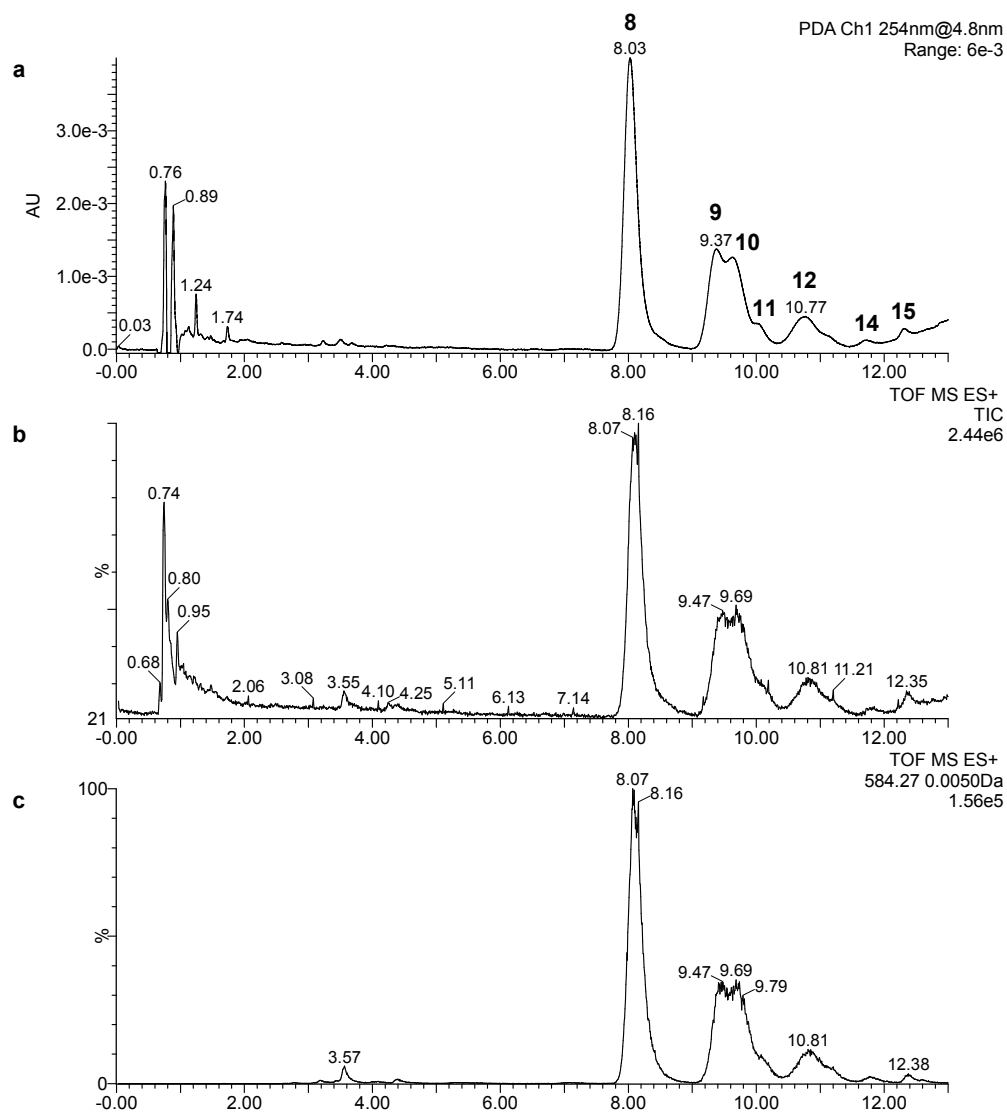 8
PDA Ch1 254nm@4.8nm
Range: 6e-3
a
8.03
3.0e-3
0.76
AU
2.0e-3
0.89
9
9.37
10
1.0e-3
1.24
12
10.77
11
14
15
0.03
1.74
0.0
-0.00 2.00 4.00 6.00 8.00 10.00 12.00
TOF MS ES+
TIC
2.44e6
b
8.07
8.16
0.74
%
0.80
0.95
9.47
9.69
0.68
2.06
3.08
3.55
4.10
4.25
5.11
6.13
7.14
10.81
11.21
12.35
21
-0.00 2.00 4.00 6.00 8.00 10.00 12.00
TOF MS ES+
584.27 0.0050Da
1.56e5
c
100
8.07
8.16
%
9.47
9.69
9.79
3.57
10.81
12.38
0
-0.00 2.00 4.00 6.00 8.00 10.00 12.00